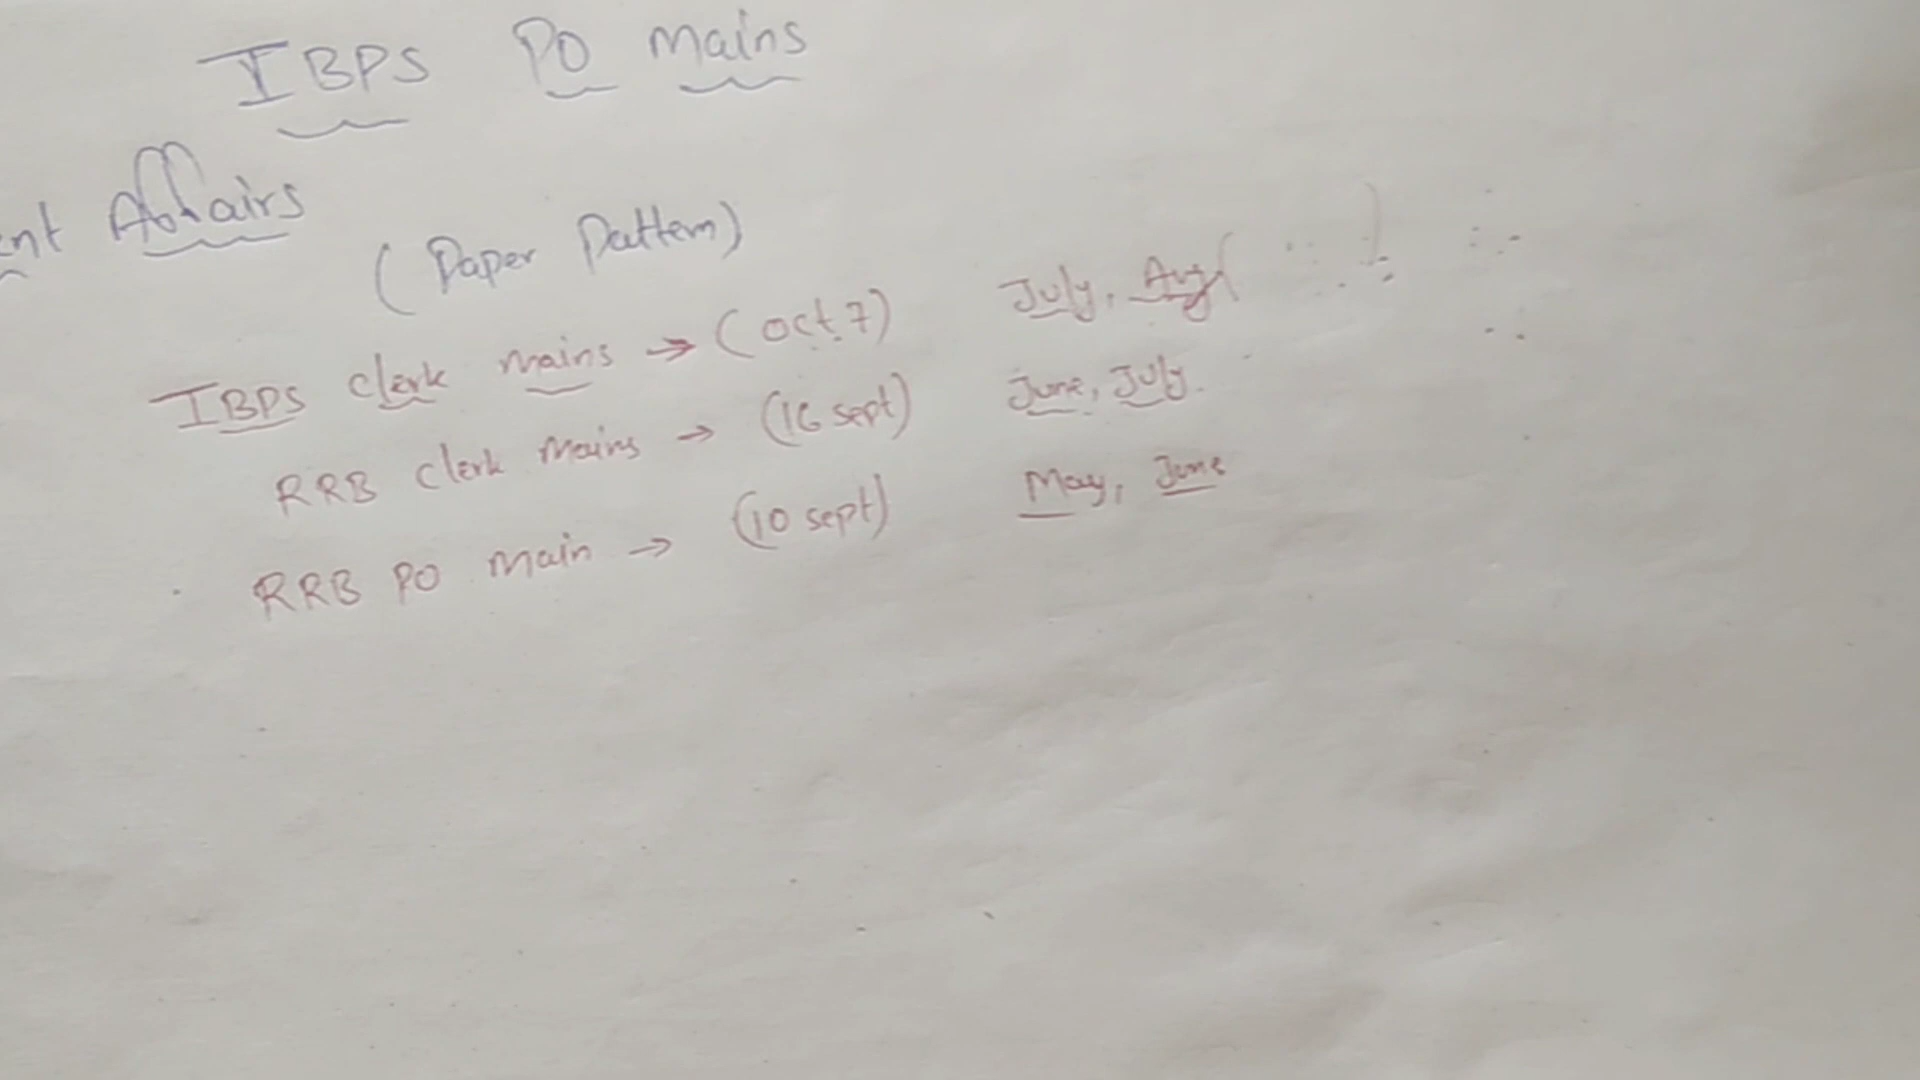 IBPS PO mains
ent Affairs
(Paper Pattern)
IBPS clerk mains → (oct 7) July, Aug(
RRB clerk mains → (16 sept) June, July
RRB PO main → (10 sept) May, June